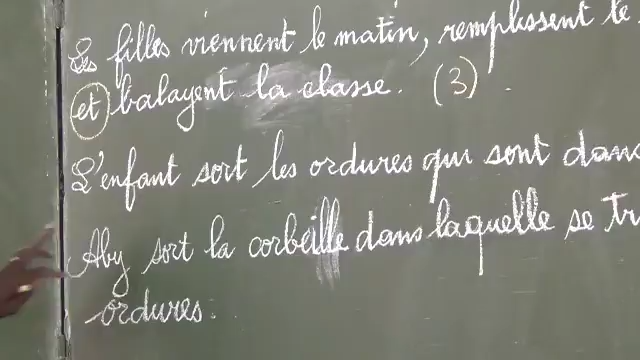 Les filles viennent le matin, remplissent le
et balayent la classe. (3)
L'enfant sort les ordures qui sont dans
Aby sort la corbeille dans laquelle se tr
ordures.